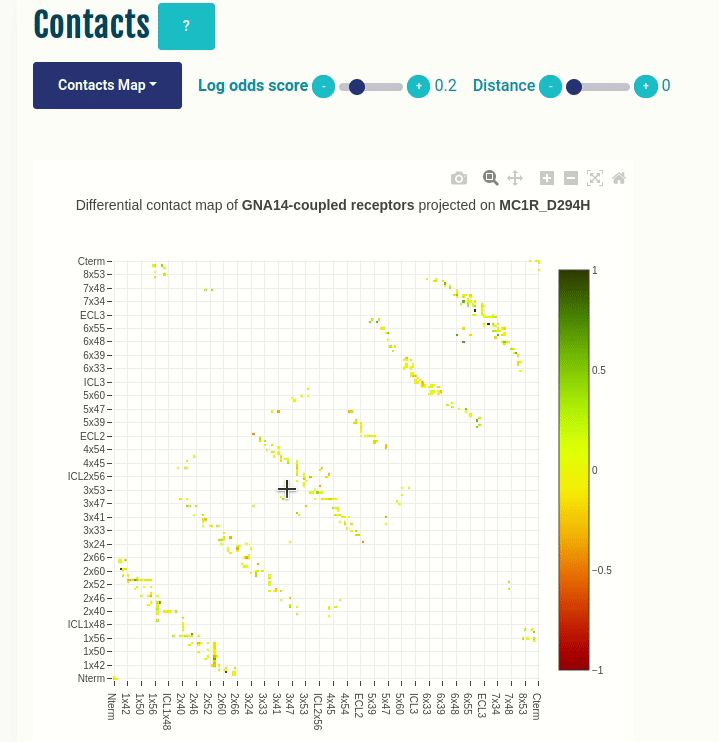 Contacts ?
Contacts Map Log odds score - + 0.2 Distance - + 0
Differential contact map of GNA14-coupled receptors projected on MC1R_D294H
Cterm
8x53
7x48
7x34
ECL3
6x55
6x48
6x39
6x33
ICL3
5x60
5x47
5x39
ECL2
4x54
4x45
ICL2x56
3x53
3x47
3x41
3x33
3x24
2x66
2x60
2x52
2x46
2x40
ICL1x48
1x56
1x50
1x42
Nterm
1
0.5
0
−0.5
−1
Nterm
1x42
1x50
1x56
ICL1x48
2x40
2x46
2x52
2x60
2x66
3x24
3x33
3x41
3x47
3x53
ICL2x56
4x45
4x54
ECL2
5x39
5x47
5x60
ICL3
6x33
6x39
6x48
6x55
ECL3
7x34
7x48
8x53
Cterm